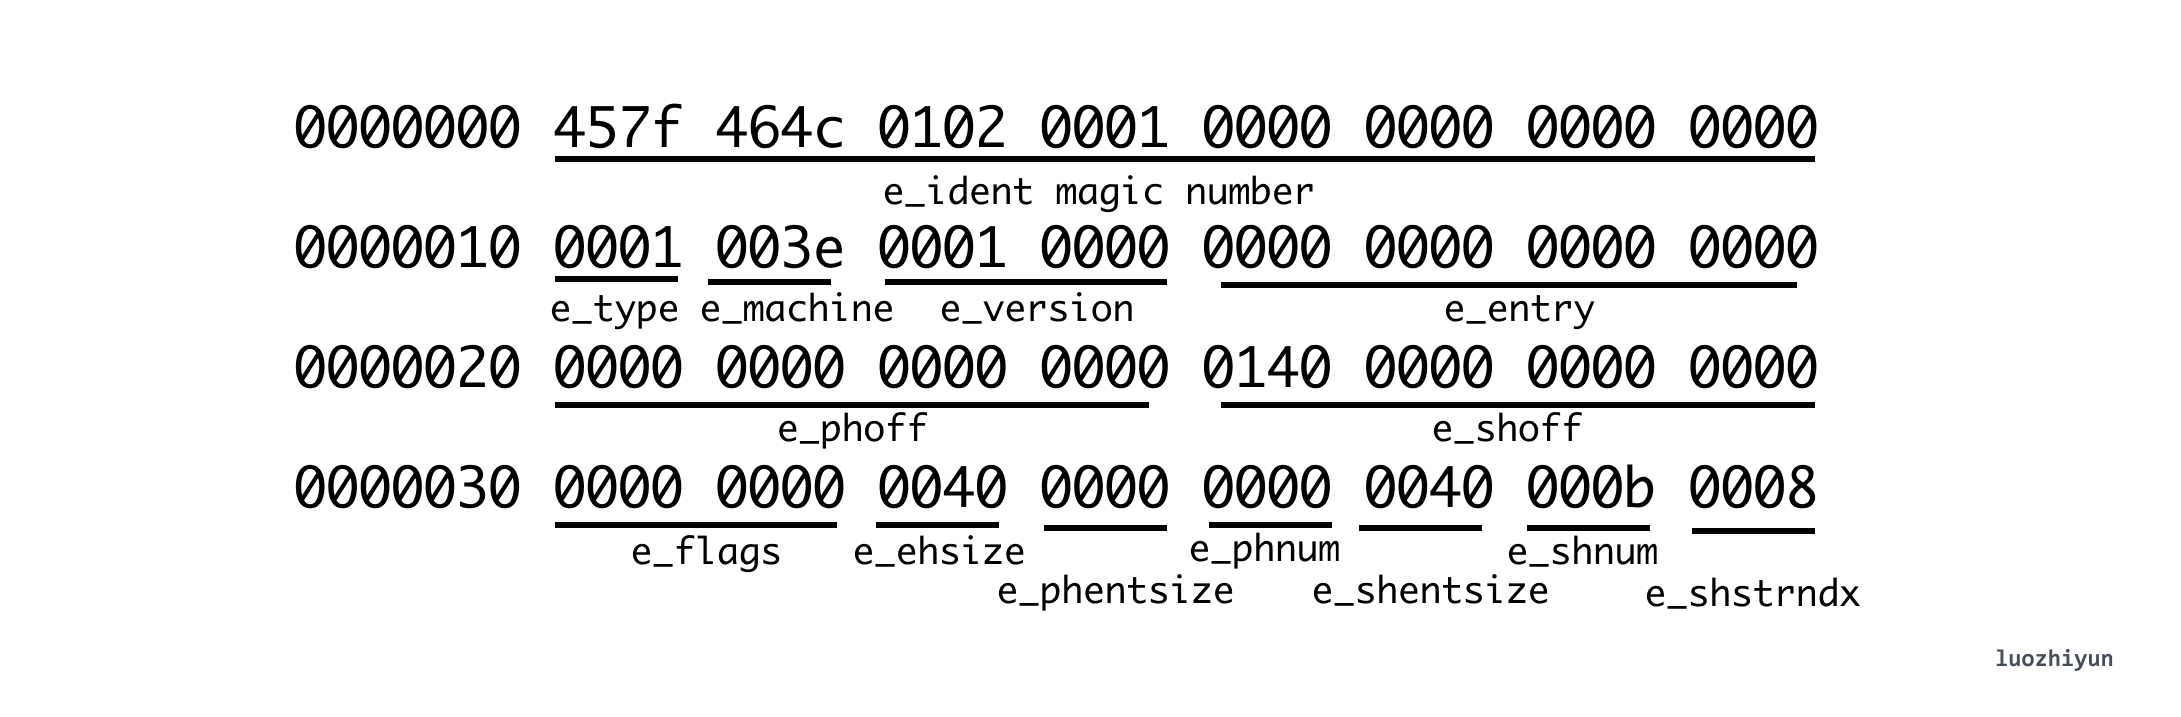 0000000 457f 464c 0102 0001 0000 0000 0000 0000
e_ident magic number
0000010 0001 003e 0001 0000 0000 0000 0000 0000
e_type e_machine e_version e_entry
0000020 0000 0000 0000 0000 0140 0000 0000 0000
e_phoff e_shoff
0000030 0000 0000 0040 0000 0000 0040 000b 0008
e_flags e_ehsize e_phnum e_shnum
e_phentsize e_shentsize e_shstrndx
luozhiyun